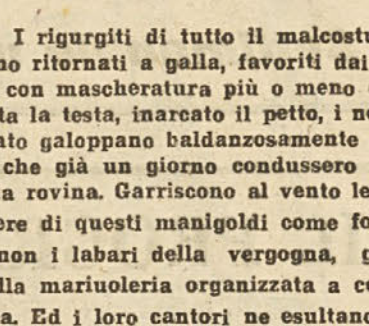 I rigurgiti di tutto il malcostu
no ritornati a galla, favoriti dai
con mascheratura più o meno
ta la testa, inarcato il petto, i n
ato galoppano baldanzosamente
che già un giorno condussero
a rovina. Garriscono al vento le
ere di questi manigoldi come fo
non i labari della vergogna, g
lla mariuoleria organizzata a c
a. Ed i loro cantori ne esultano